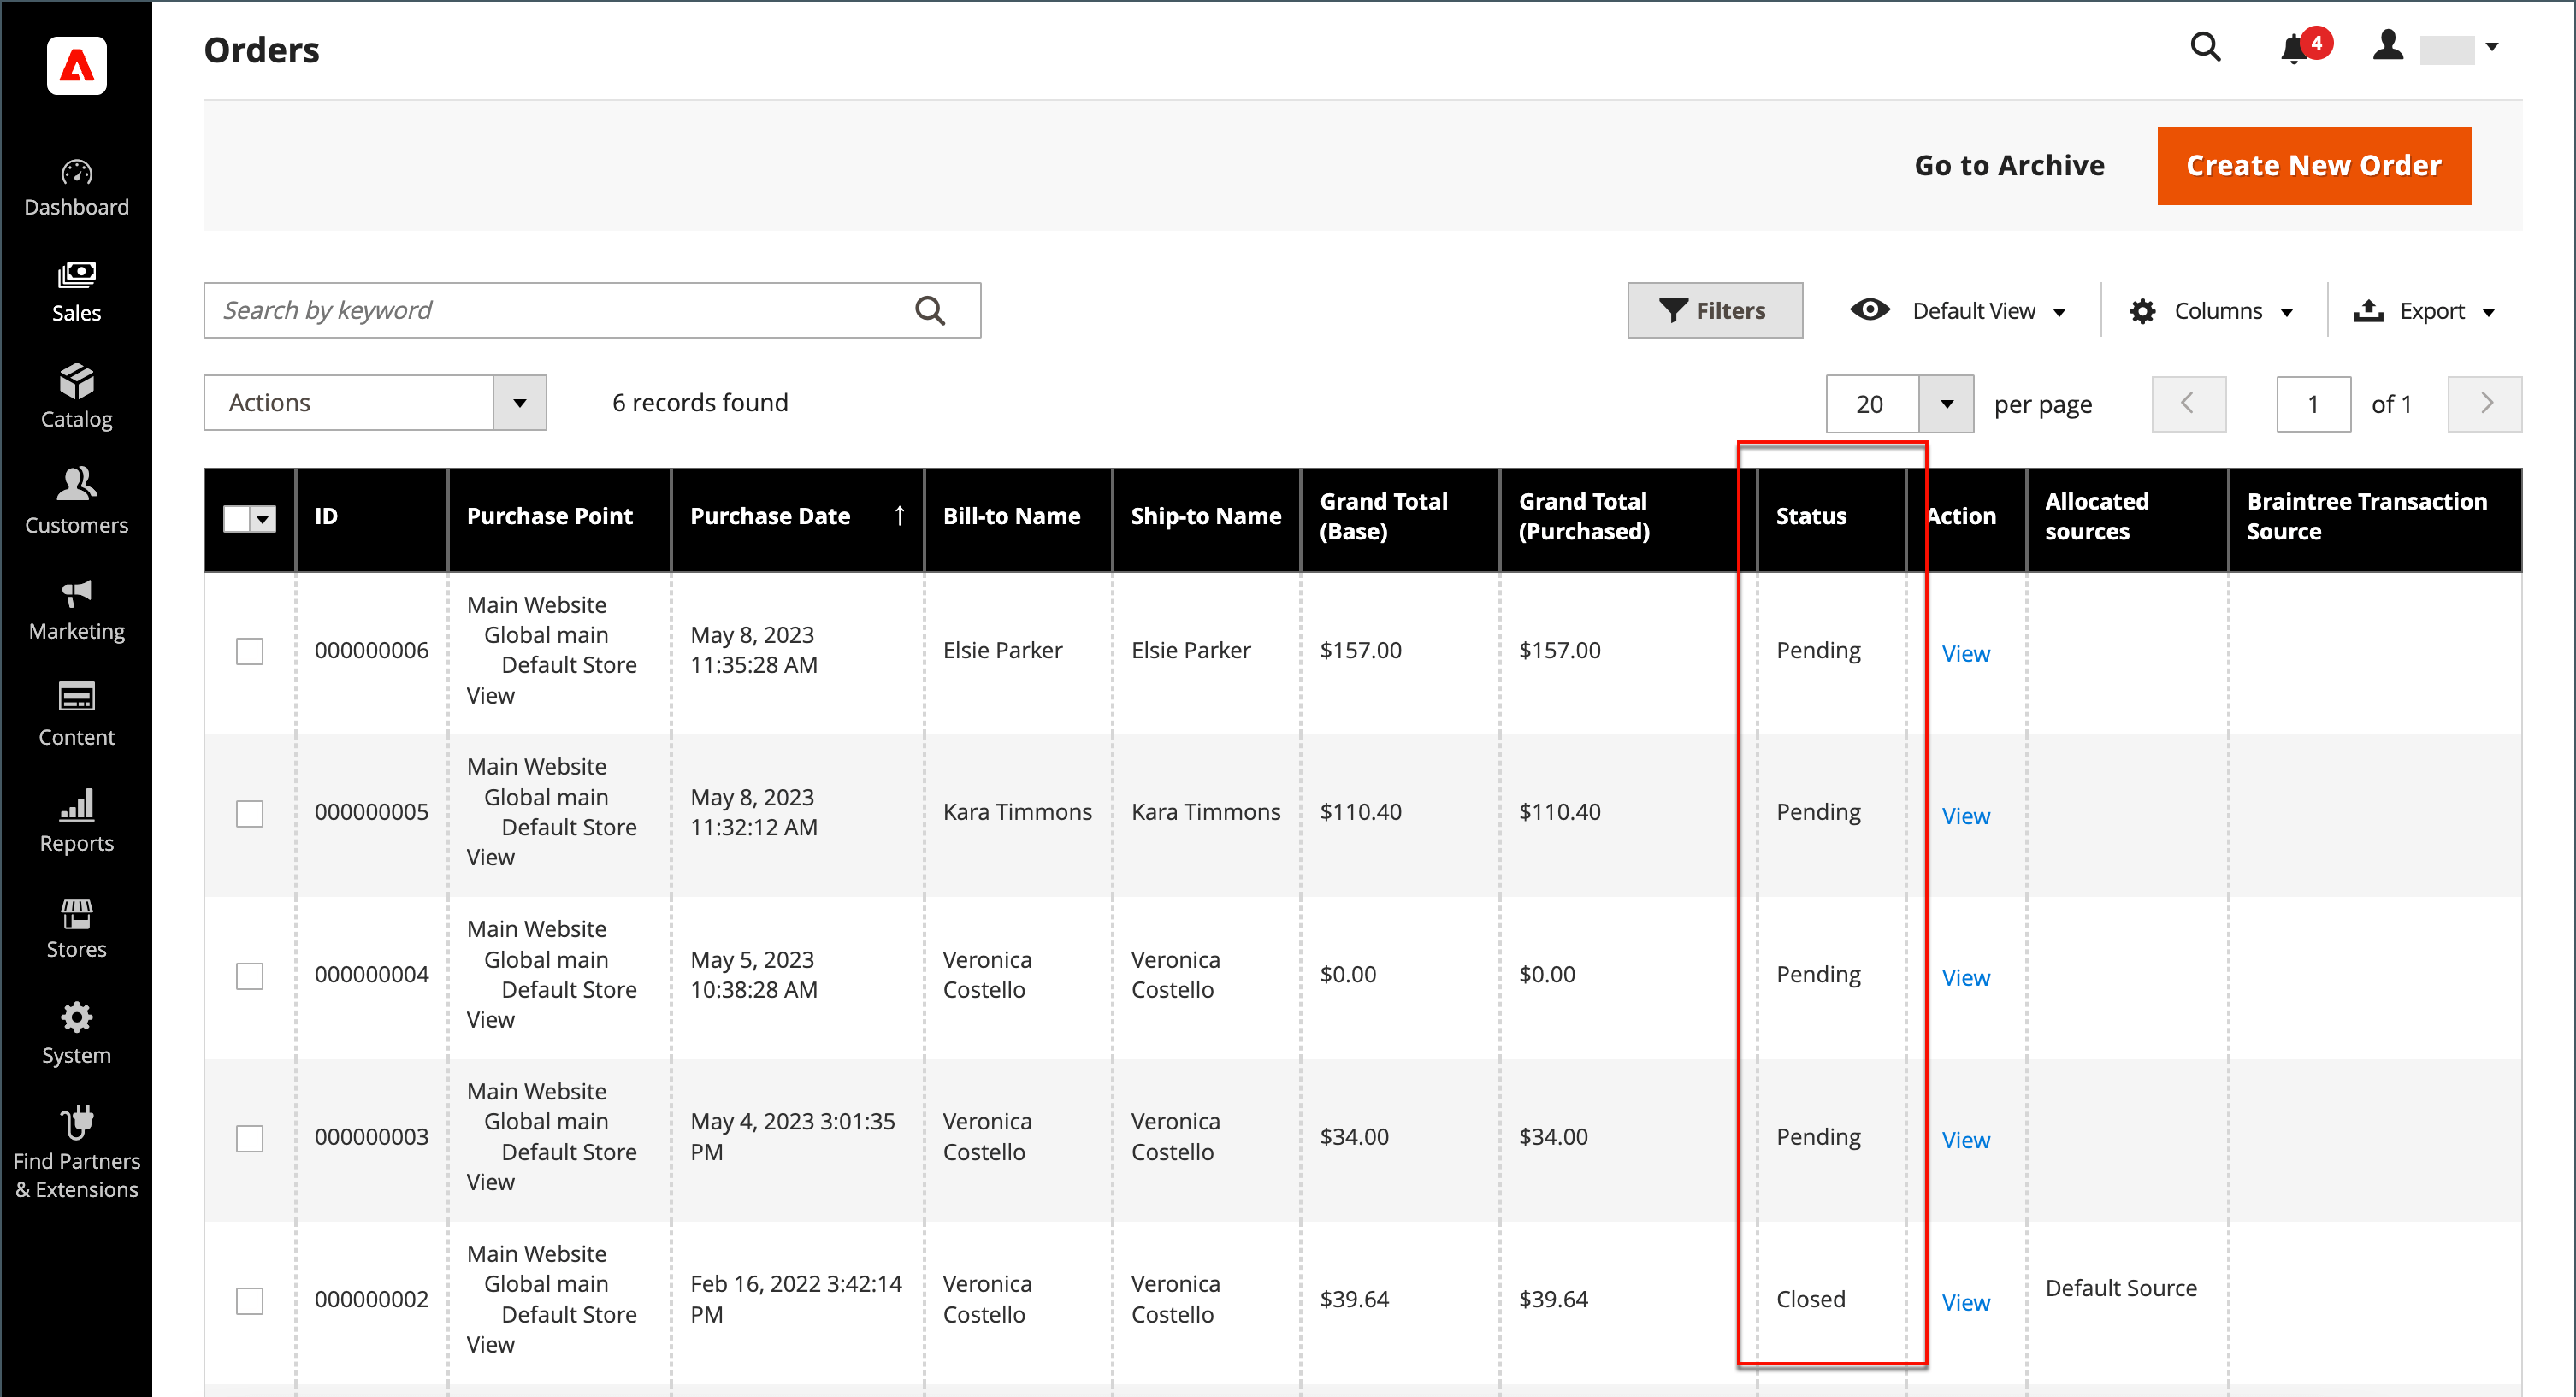 Orders
4
Dashboard
Sales
Catalog
Customers
Marketing
Content
Reports
Stores
System
Find Partners
& Extensions
Go to Archive
Create New Order
Search by keyword
Filters
Default View
Columns
Export
Actions
6 records found
20
per page
1
of 1
ID
Purchase Point
Purchase Date ↑
Bill-to Name
Ship-to Name
Grand Total
(Base)
Grand Total
(Purchased)
Status
Action
Allocated
sources
Braintree Transaction
Source
000000006
Main Website
Global main
Default Store
View
May 8, 2023
11:35:28 AM
Elsie Parker
Elsie Parker
$157.00
$157.00
Pending
View
000000005
Main Website
Global main
Default Store
View
May 8, 2023
11:32:12 AM
Kara Timmons
Kara Timmons
$110.40
$110.40
Pending
View
000000004
Main Website
Global main
Default Store
View
May 5, 2023
10:38:28 AM
Veronica
Costello
Veronica
Costello
$0.00
$0.00
Pending
View
000000003
Main Website
Global main
Default Store
View
May 4, 2023 3:01:35
PM
Veronica
Costello
Veronica
Costello
$34.00
$34.00
Pending
View
000000002
Main Website
Global main
Default Store
View
Feb 16, 2022 3:42:14
PM
Veronica
Costello
Veronica
Costello
$39.64
$39.64
Closed
View
Default Source